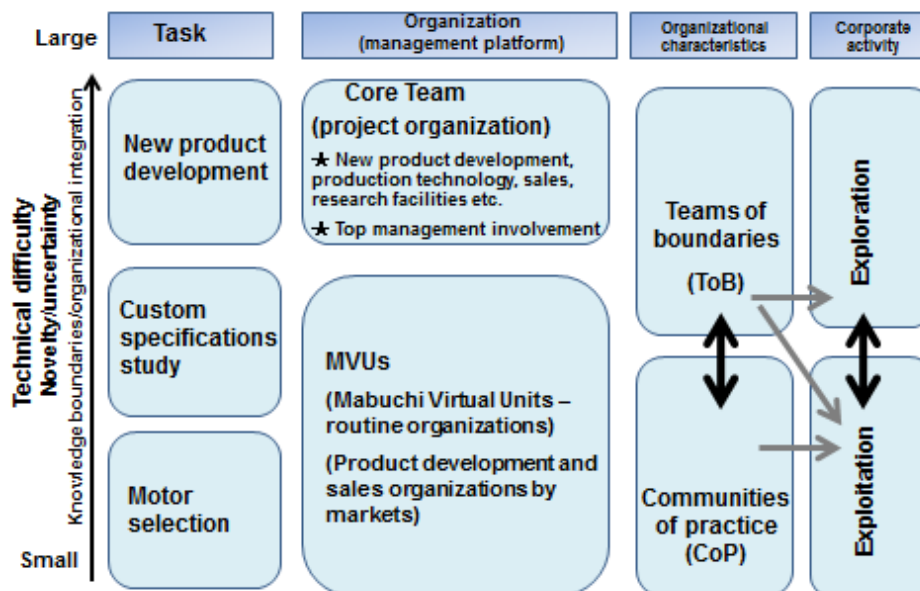 Large
Task
Organization
(management platform)
Organizational
characteristics
Corporate
activity
Technical difficulty
Novelty/uncertainty
Knowledge boundaries/organizational integration
Small
New product
development
Custom
specifications
study
Motor
selection
Core Team
(project organization)
★ New product development,
production technology, sales,
research facilities etc.
★ Top management involvement
MVUs
(Mabuchi Virtual Units –
routine organizations)
(Product development and
sales organizations by
markets)
Teams of
boundaries
(ToB)
Communities
of practice
(CoP)
Exploration
Exploitation